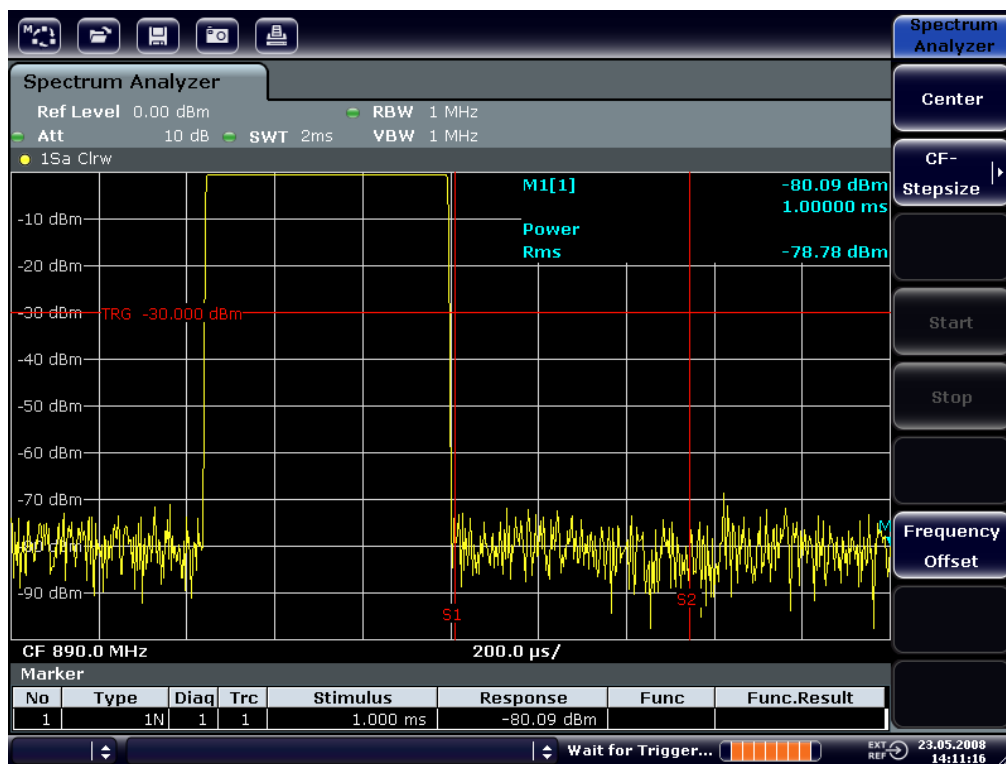 Spectrum Analyzer
Spectrum Analyzer
Ref Level 0.00 dBm RBW 1 MHz
Att 10 dB SWT 2ms VBW 1 MHz
1Sa Clrw
M1[1] -80.09 dBm
1.00000 ms
Power
Rms -78.78 dBm
-10 dBm
-20 dBm
-30 dBm
TRG -30.000 dBm
-40 dBm
-50 dBm
-60 dBm
-70 dBm
-90 dBm
S1
S2
CF 890.0 MHz 200.0 µs/
Marker
No Type Diag Trc Stimulus Response Func Func.Result
1 1N 1 1 1.000 ms -80.09 dBm
Wait for Trigger...
EXT REF
23.05.2008
14:11:16
Center
CF-
Stepsize
Start
Stop
Frequency
Offset